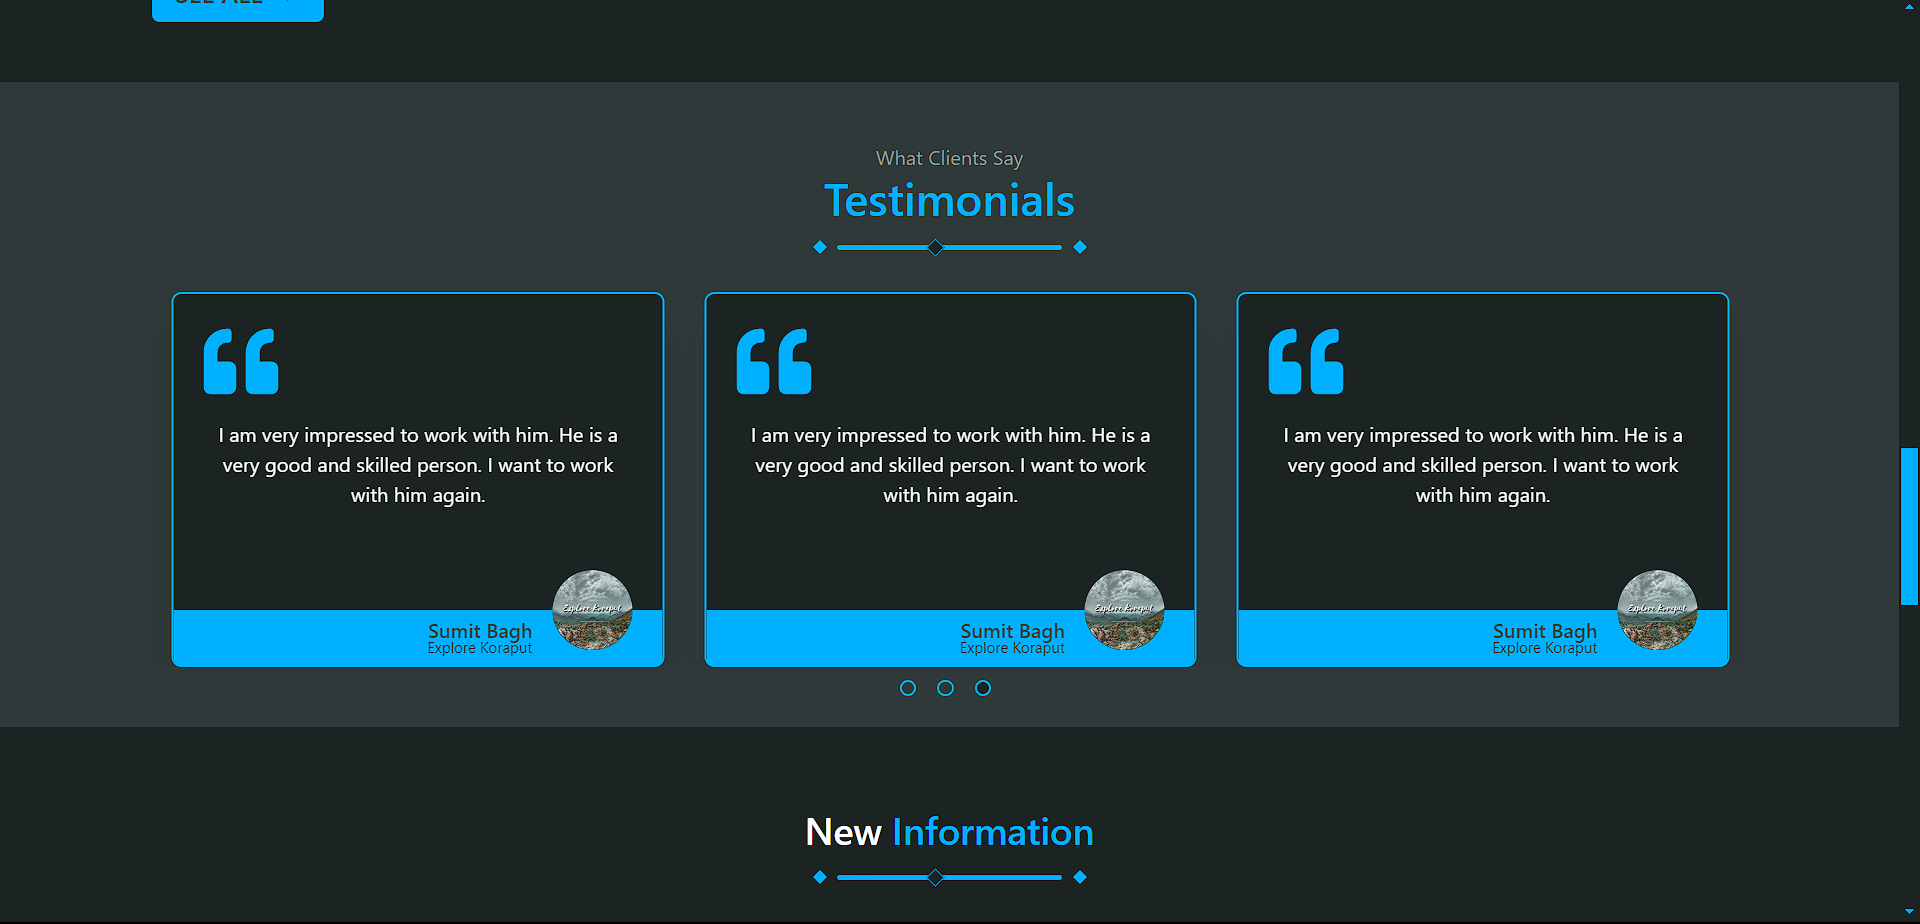 SEE ALL
What Clients Say
Testimonials
I am very impressed to work with him. He is a
very good and skilled person. I want to work
with him again.
Explore Koraput
Sumit Bagh
Explore Koraput
I am very impressed to work with him. He is a
very good and skilled person. I want to work
with him again.
Explore Koraput
Sumit Bagh
Explore Koraput
I am very impressed to work with him. He is a
very good and skilled person. I want to work
with him again.
Explore Koraput
Sumit Bagh
Explore Koraput
New Information